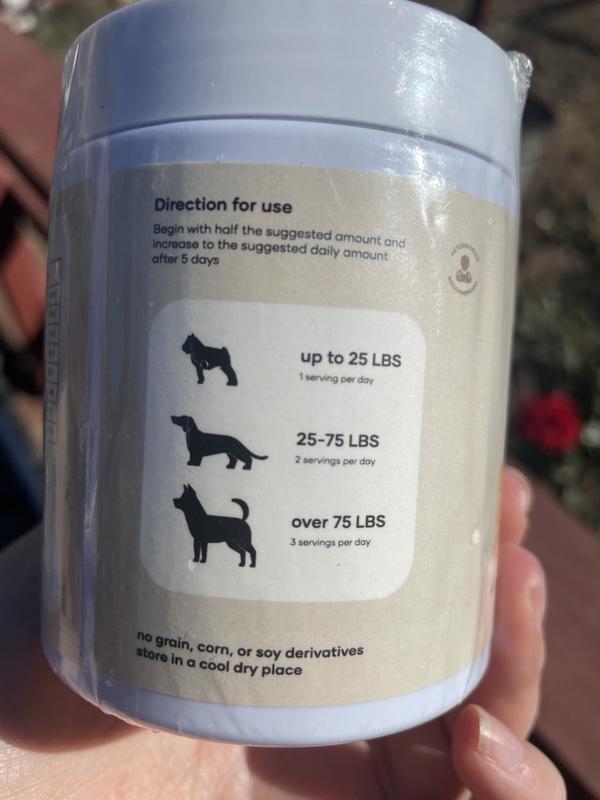 Direction for use
Begin with half the suggested amount and
increase to the suggested daily amount
after 5 days
VETERINARIAN
RECOMMENDED
up to 25 LBS
1 serving per day
25-75 LBS
2 servings per day
over 75 LBS
3 servings per day
no grain, corn, or soy derivatives
store in a cool dry place